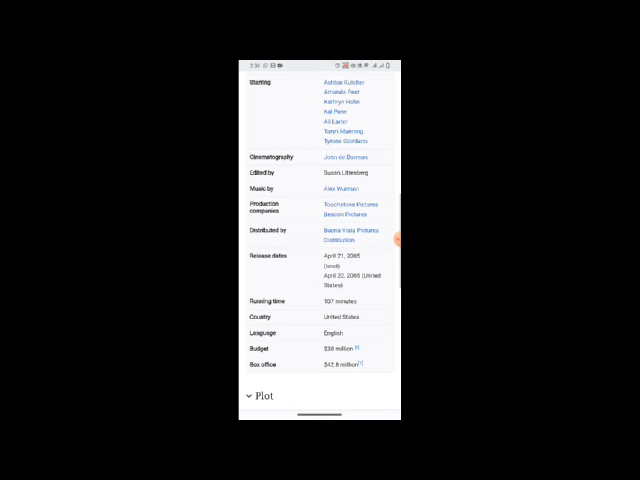 Starring
Ashton Kutcher
Amanda Peet
Kathryn Hahn
Kal Penn
Ali Larter
Taryn Manning
Tyrone Giordano
Cinematography John de Borman
Edited by Susan Littenberg
Music by Alex Wurman
Production companies
Touchstone Pictures
Beacon Pictures
Distributed by Buena Vista Pictures
Distribution
Release dates April 21, 2005
(Israel)
April 22, 2005 (United
States)
Running time 107 minutes
Country United States
Language English
Budget
Box office $42.8 million[1]
Plot